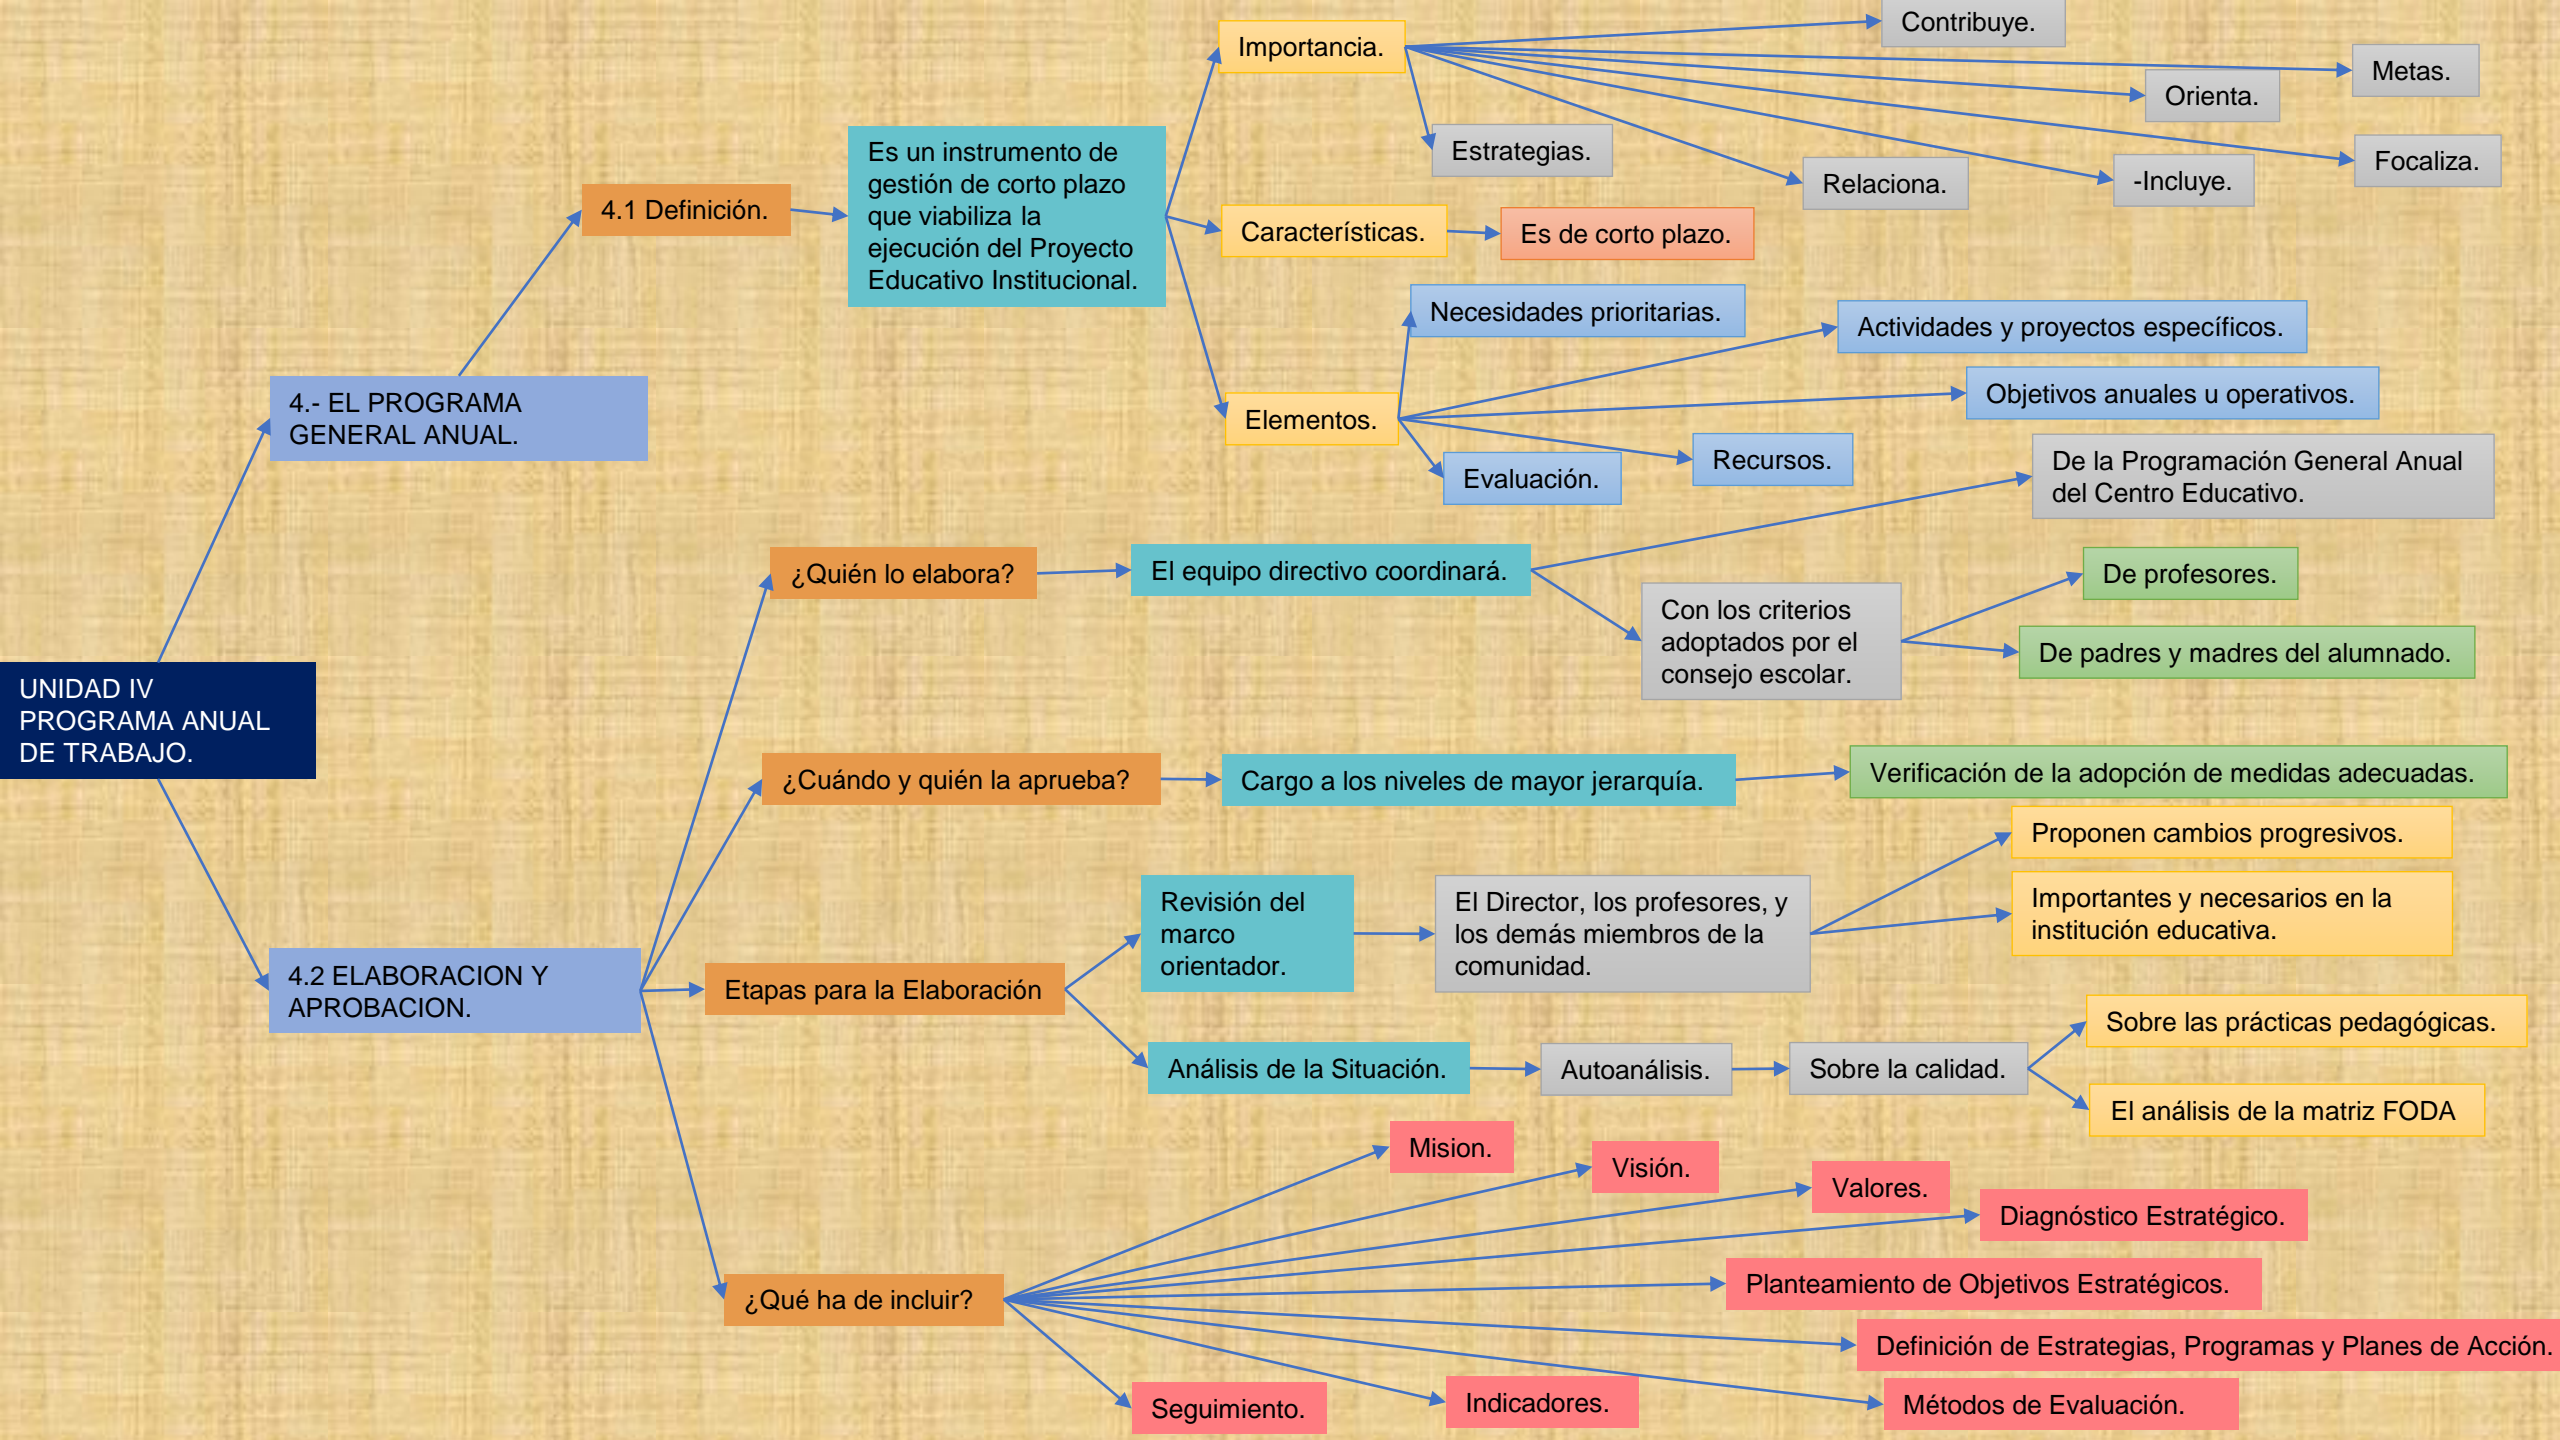 UNIDAD IV
PROGRAMA ANUAL
DE TRABAJO.
4.- EL PROGRAMA
GENERAL ANUAL.
4.1 Definición.
Es un instrumento de
gestión de corto plazo
que viabiliza la
ejecución del Proyecto
Educativo Institucional.
Importancia.
Contribuye.
Metas.
Orienta.
Focaliza.
-Incluye.
Relaciona.
Estrategias.
Características.
Es de corto plazo.
Elementos.
Necesidades prioritarias.
Actividades y proyectos específicos.
Objetivos anuales u operativos.
Recursos.
Evaluación.
4.2 ELABORACION Y
APROBACION.
¿Quién lo elabora?
El equipo directivo coordinará.
De la Programación General Anual
del Centro Educativo.
Con los criterios
adoptados por el
consejo escolar.
De profesores.
De padres y madres del alumnado.
¿Cuándo y quién la aprueba?
Cargo a los niveles de mayor jerarquía.
Verificación de la adopción de medidas adecuadas.
Etapas para la Elaboración
Revisión del
marco
orientador.
El Director, los profesores, y
los demás miembros de la
comunidad.
Proponen cambios progresivos.
Importantes y necesarios en la
institución educativa.
Análisis de la Situación.
Autoanálisis.
Sobre la calidad.
Sobre las prácticas pedagógicas.
El análisis de la matriz FODA
¿Qué ha de incluir?
Mision.
Visión.
Valores.
Diagnóstico Estratégico.
Planteamiento de Objetivos Estratégicos.
Definición de Estrategias, Programas y Planes de Acción.
Métodos de Evaluación.
Indicadores.
Seguimiento.